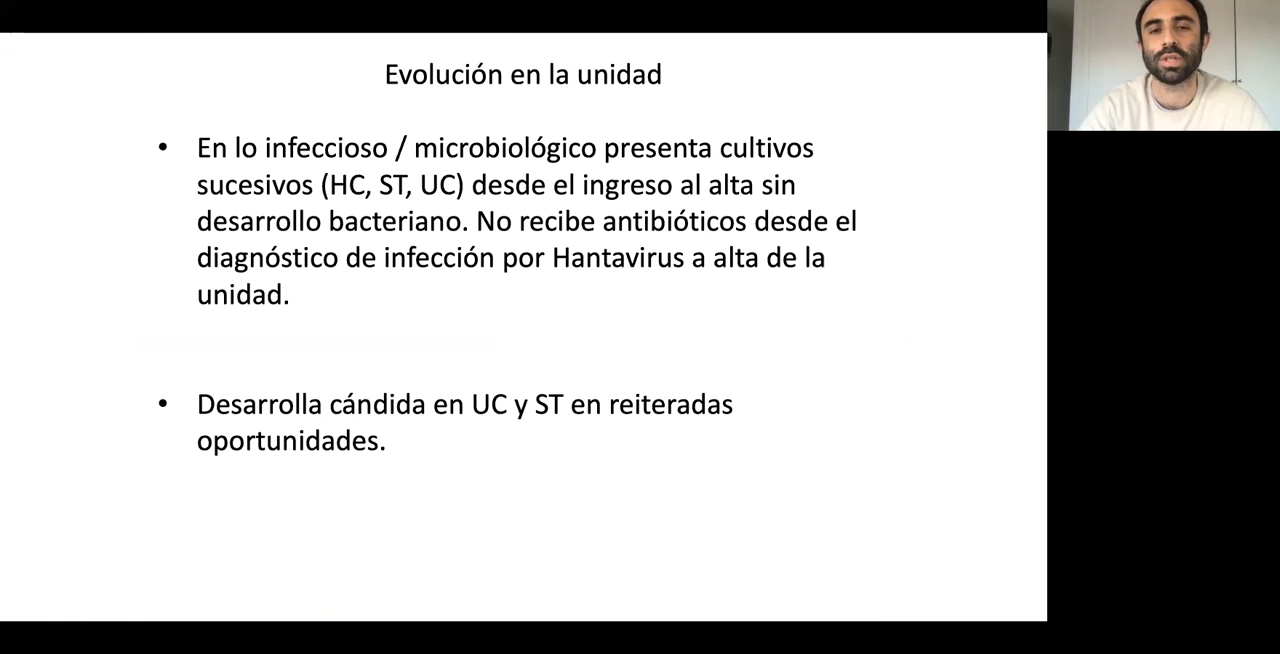 Evolución en la unidad
• En lo infeccioso / microbiológico presenta cultivos
sucesivos (HC, ST, UC) desde el ingreso al alta sin
desarrollo bacteriano. No recibe antibióticos desde el
diagnóstico de infección por Hantavirus a alta de la
unidad.
• Desarrolla cándida en UC y ST en reiteradas
oportunidades.